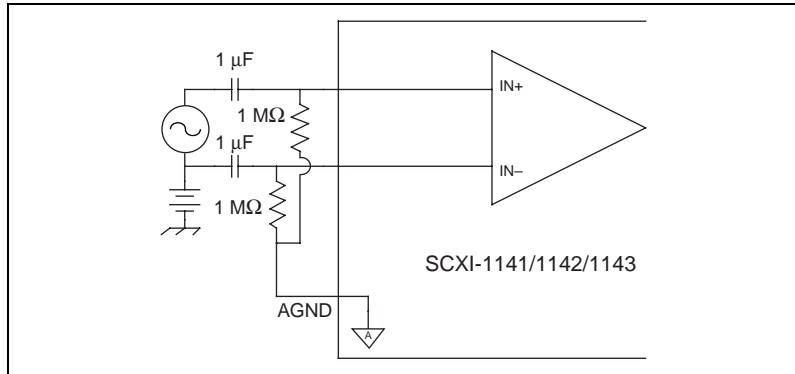 1 μF
IN+
1 MΩ
1 μF
IN–
1 MΩ
SCXI-1141/1142/1143
AGND
A